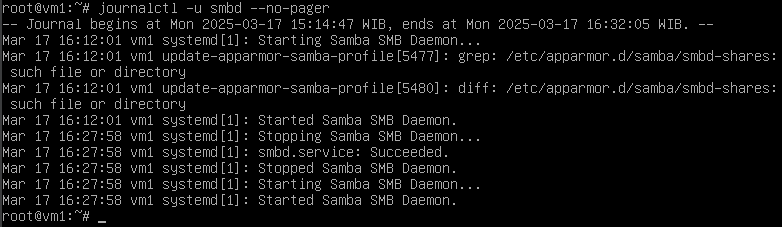 root@vm1:~# journalctl -u smbd --no-pager
-- Journal begins at Mon 2025-03-17 15:14:47 WIB, ends at Mon 2025-03-17 16:32:05 WIB. --
Mar 17 16:12:01 vm1 systemd[1]: Starting Samba SMB Daemon...
Mar 17 16:12:01 vm1 update-apparmor-samba-profile[5477]: grep: /etc/apparmor.d/samba/smbd-shares:
 such file or directory
Mar 17 16:12:01 vm1 update-apparmor-samba-profile[5480]: diff: /etc/apparmor.d/samba/smbd-shares:
 such file or directory
Mar 17 16:12:01 vm1 systemd[1]: Started Samba SMB Daemon.
Mar 17 16:27:58 vm1 systemd[1]: Stopping Samba SMB Daemon...
Mar 17 16:27:58 vm1 systemd[1]: smbd.service: Succeeded.
Mar 17 16:27:58 vm1 systemd[1]: Stopped Samba SMB Daemon.
Mar 17 16:27:58 vm1 systemd[1]: Starting Samba SMB Daemon...
Mar 17 16:27:58 vm1 systemd[1]: Started Samba SMB Daemon.
root@vm1:~# _